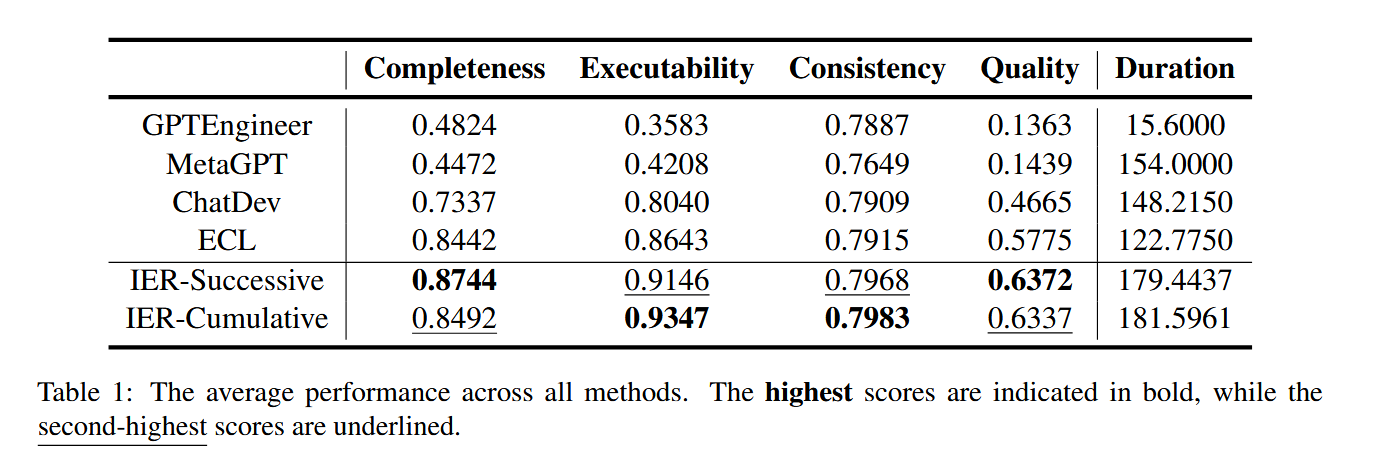 Completeness Executability Consistency Quality Duration
GPTEngineer 0.4824 0.3583 0.7887 0.1363 15.6000
MetaGPT 0.4472 0.4208 0.7649 0.1439 154.0000
ChatDev 0.7337 0.8040 0.7909 0.4665 148.2150
ECL 0.8442 0.8643 0.7915 0.5775 122.7750
IER-Successive 0.8744 0.9146 0.7968 0.6372 179.4437
IER-Cumulative 0.8492 0.9347 0.7983 0.6337 181.5961
Table 1: The average performance across all methods. The highest scores are indicated in bold, while the
second-highest scores are underlined.